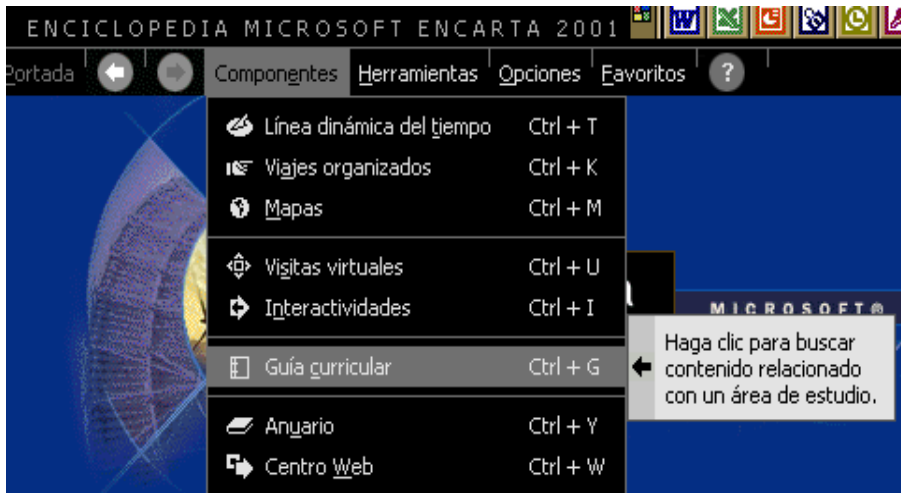 ENCICLOPEDIA MICROSOFT ENCARTA 2001
Portada Componentes Herramientas Opciones Favoritos ?
Línea dinámica del tiempo Ctrl + T
Viajes organizados Ctrl + K
Mapas Ctrl + M
Visitas virtuales Ctrl + U
Interactividades Ctrl + I
MICROSOFT®
Guía curricular Ctrl + G
Haga clic para buscar
contenido relacionado
con un área de estudio.
Anuario Ctrl + Y
Centro Web Ctrl + W